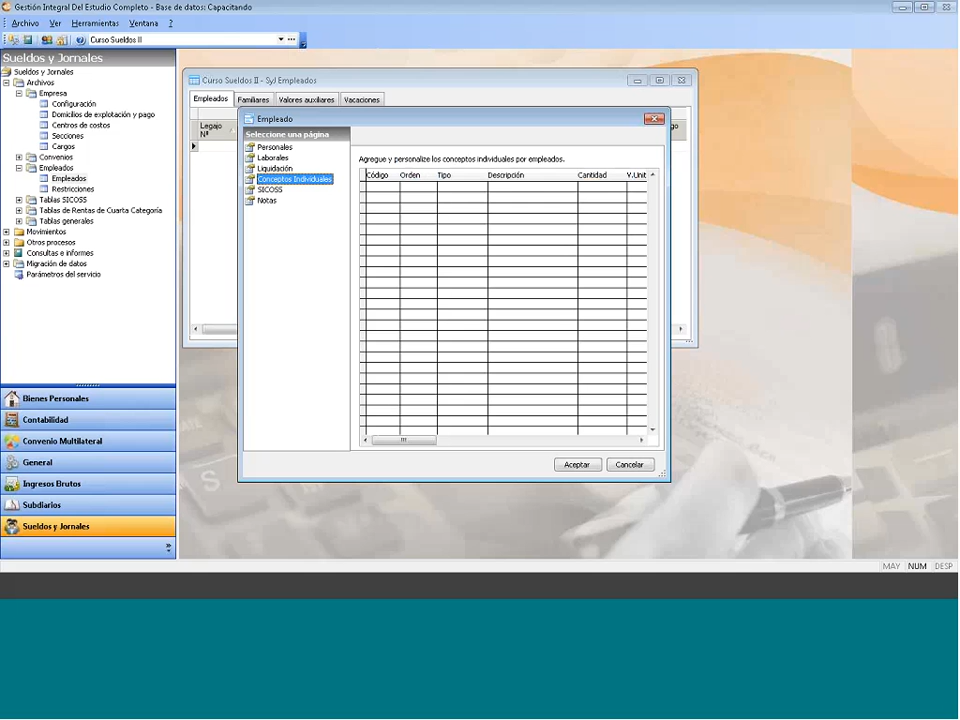 Gestión Integral Del Estudio Completo - Base de datos: Capacitando
Archivo Ver Herramientas Ventana ?
Curso Sueldos II
Sueldos y Jornales
Sueldos y Jornales
Archivos
Empresa
Configuración
Domicilios de explotación y pago
Centros de costos
Secciones
Cargos
Convenios
Empleados
Empleados
Restricciones
Tablas SICOSS
Tablas de Rentas de Cuarta Categoría
Tablas generales
Movimientos
Otros procesos
Consultas e informes
Migración de datos
Parámetros del servicio
Bienes Personales
Contabilidad
Convenio Multilateral
General
Ingresos Brutos
Subdiarios
Sueldos y Jornales
Curso Sueldos II - SyJ Empleados
Empleados Familiares Valores auxiliares Vacaciones
Legajo
Nº
Empleado
Seleccione una página
Personales
Laborales
Liquidación
Conceptos Individuales
SICOSS
Notas
Agregue y personalize los conceptos individuales por empleados.
Código Orden Tipo Descripción Cantidad V.Unit
Aceptar Cancelar
MAY NUM DESP